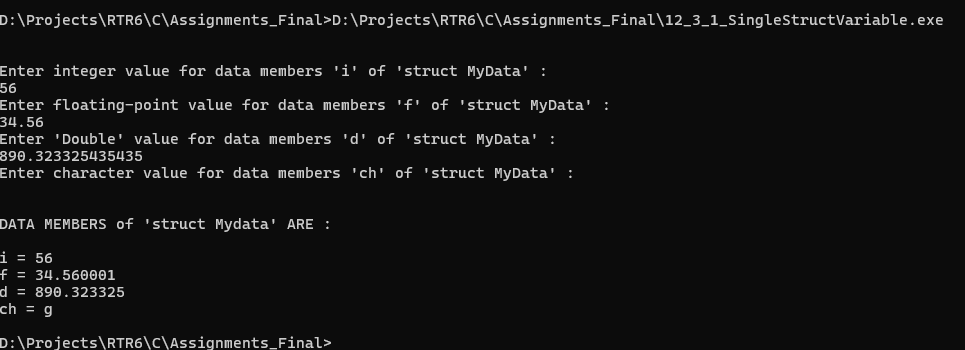 D:\Projects\RTR6\C\Assignments_Final>D:\Projects\RTR6\C\Assignments_Final\12_3_1_SingleStructVariable.exe
Enter integer value for data members 'i' of 'struct MyData' :
56
Enter floating-point value for data members 'f' of 'struct MyData' :
34.56
Enter 'Double' value for data members 'd' of 'struct MyData' :
890.323325435435
Enter character value for data members 'ch' of 'struct MyData' :
DATA MEMBERS of 'struct Mydata' ARE :
i = 56
f = 34.560001
d = 890.323325
ch = g
D:\Projects\RTR6\C\Assignments_Final>